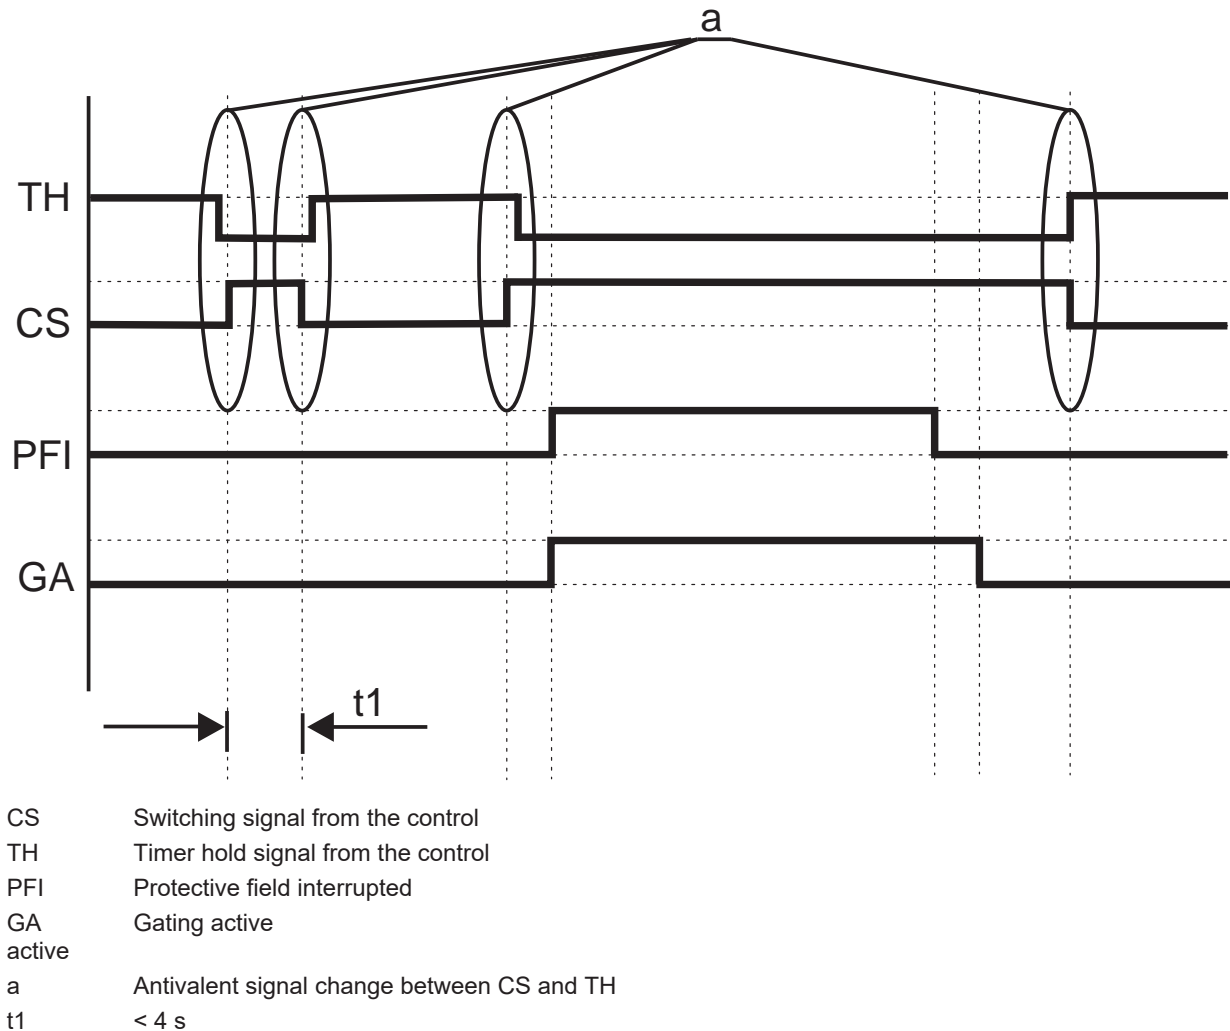 a
TH
CS
PFI
GA
t1
CS Switching signal from the control
TH Timer hold signal from the control
PFI Protective field interrupted
GA Gating active
active
a Antivalent signal change between CS and TH
t1 < 4 s